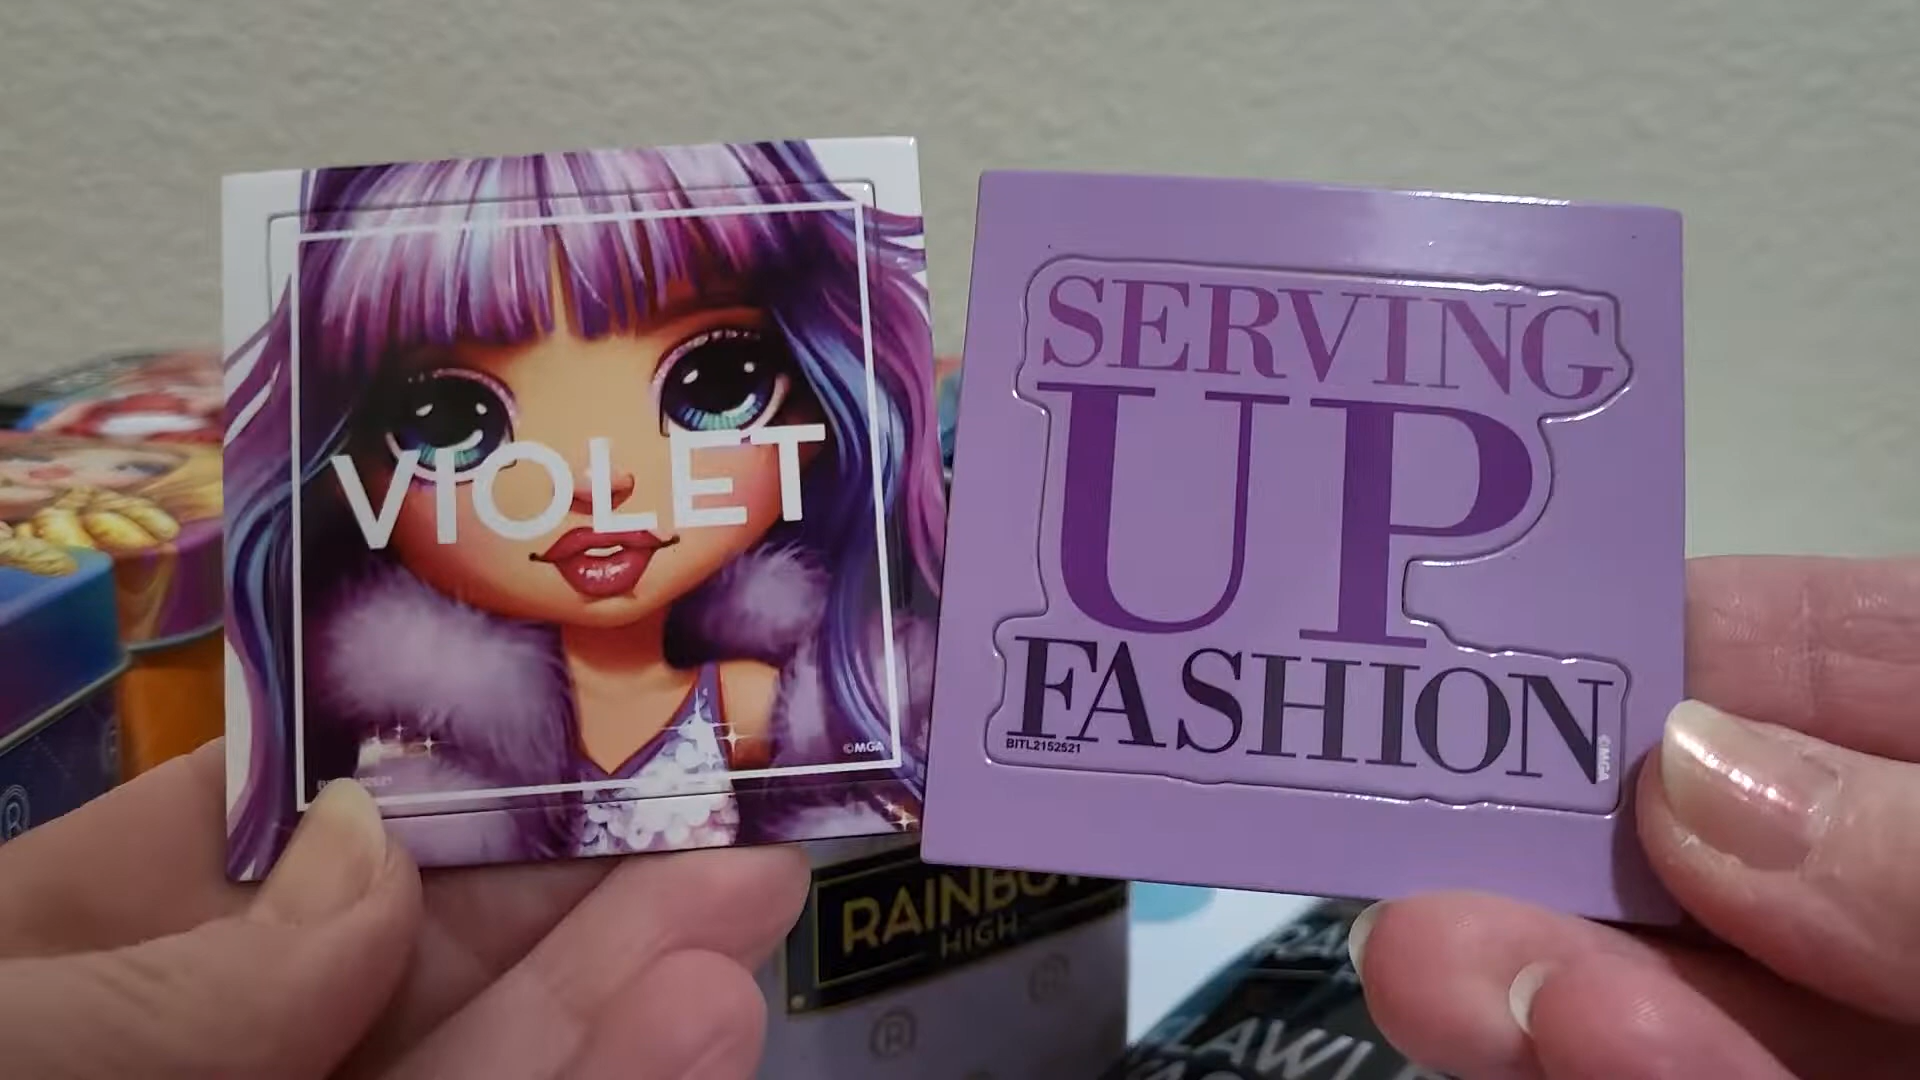 VIOLET
©MGA
SERVING
UP
FASHION
BITL2152521
©MGA
RAINBOW
HIGH